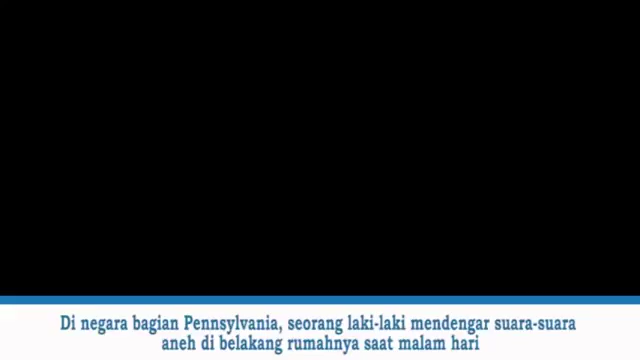 Di negara bagian Pennsylvania, seorang laki-laki mendengar suara-suara
aneh di belakang rumahnya saat malam hari